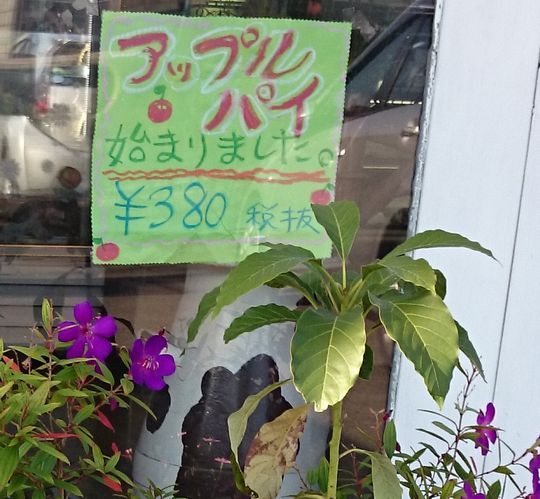 アップル
パイ
始まりました。
¥380 税抜